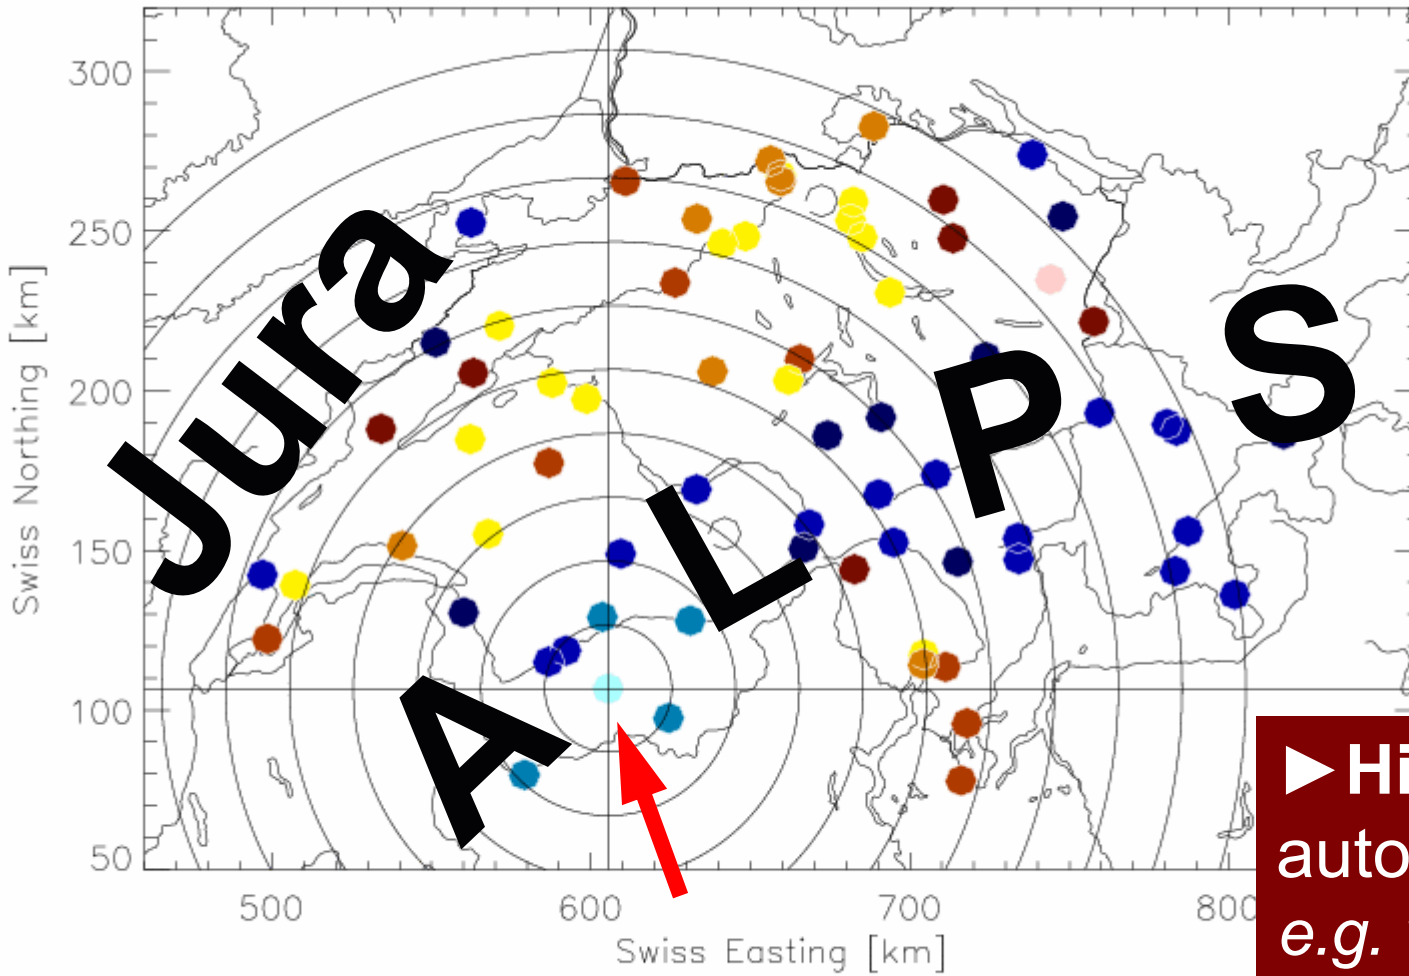 300
250
200
150
100
50
Swiss Northing [km]
Jura
A L P S
500 600 700 800
Swiss Easting [km]
►Hi
auto
e.g.